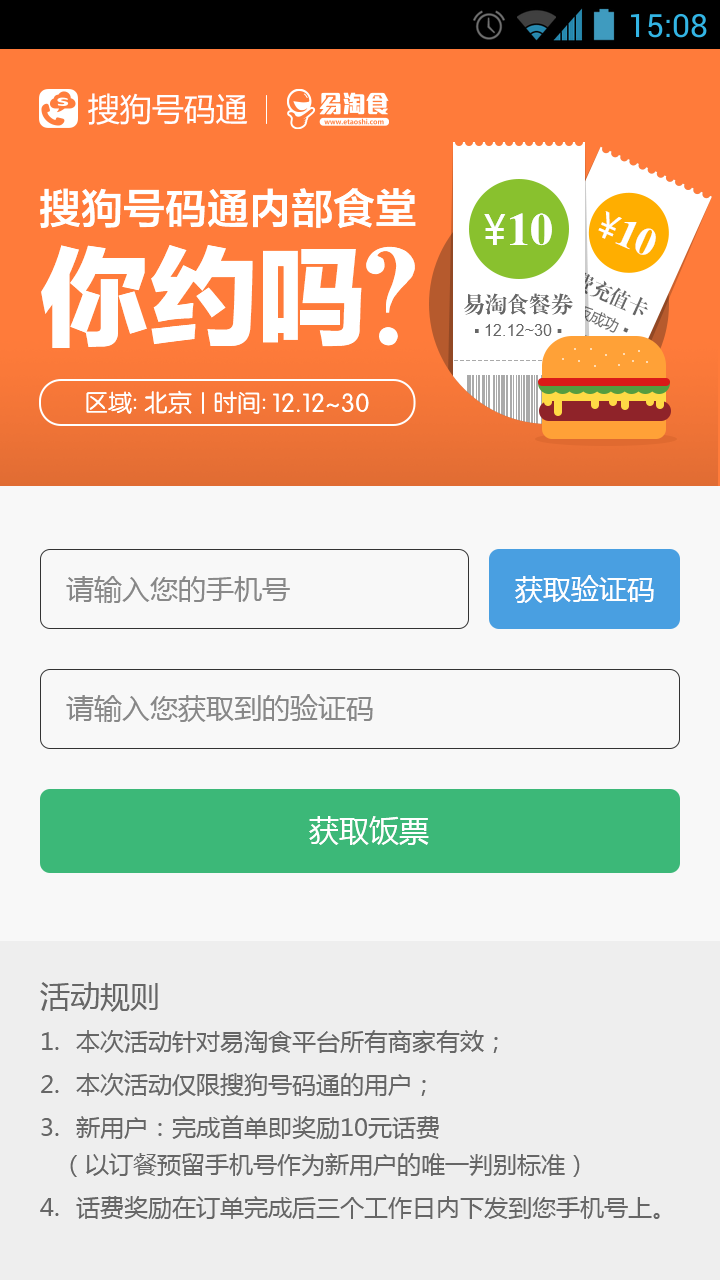 15:08
搜狗号码通
易淘食
www.etaoshi.com
搜狗号码通内部食堂
你约吗?
区域: 北京 | 时间: 12.12~30
¥10
易淘食餐券
12.12~30
¥10
费充值卡
成功
请输入您的手机号
获取验证码
请输入您获取到的验证码
获取饭票
活动规则
1. 本次活动针对易淘食平台所有商家有效；
2. 本次活动仅限搜狗号码通的用户；
3. 新用户：完成首单即奖励10元话费
（以订餐预留手机号作为新用户的唯一判别标准）
4. 话费奖励在订单完成后三个工作日内下发到您手机号上。